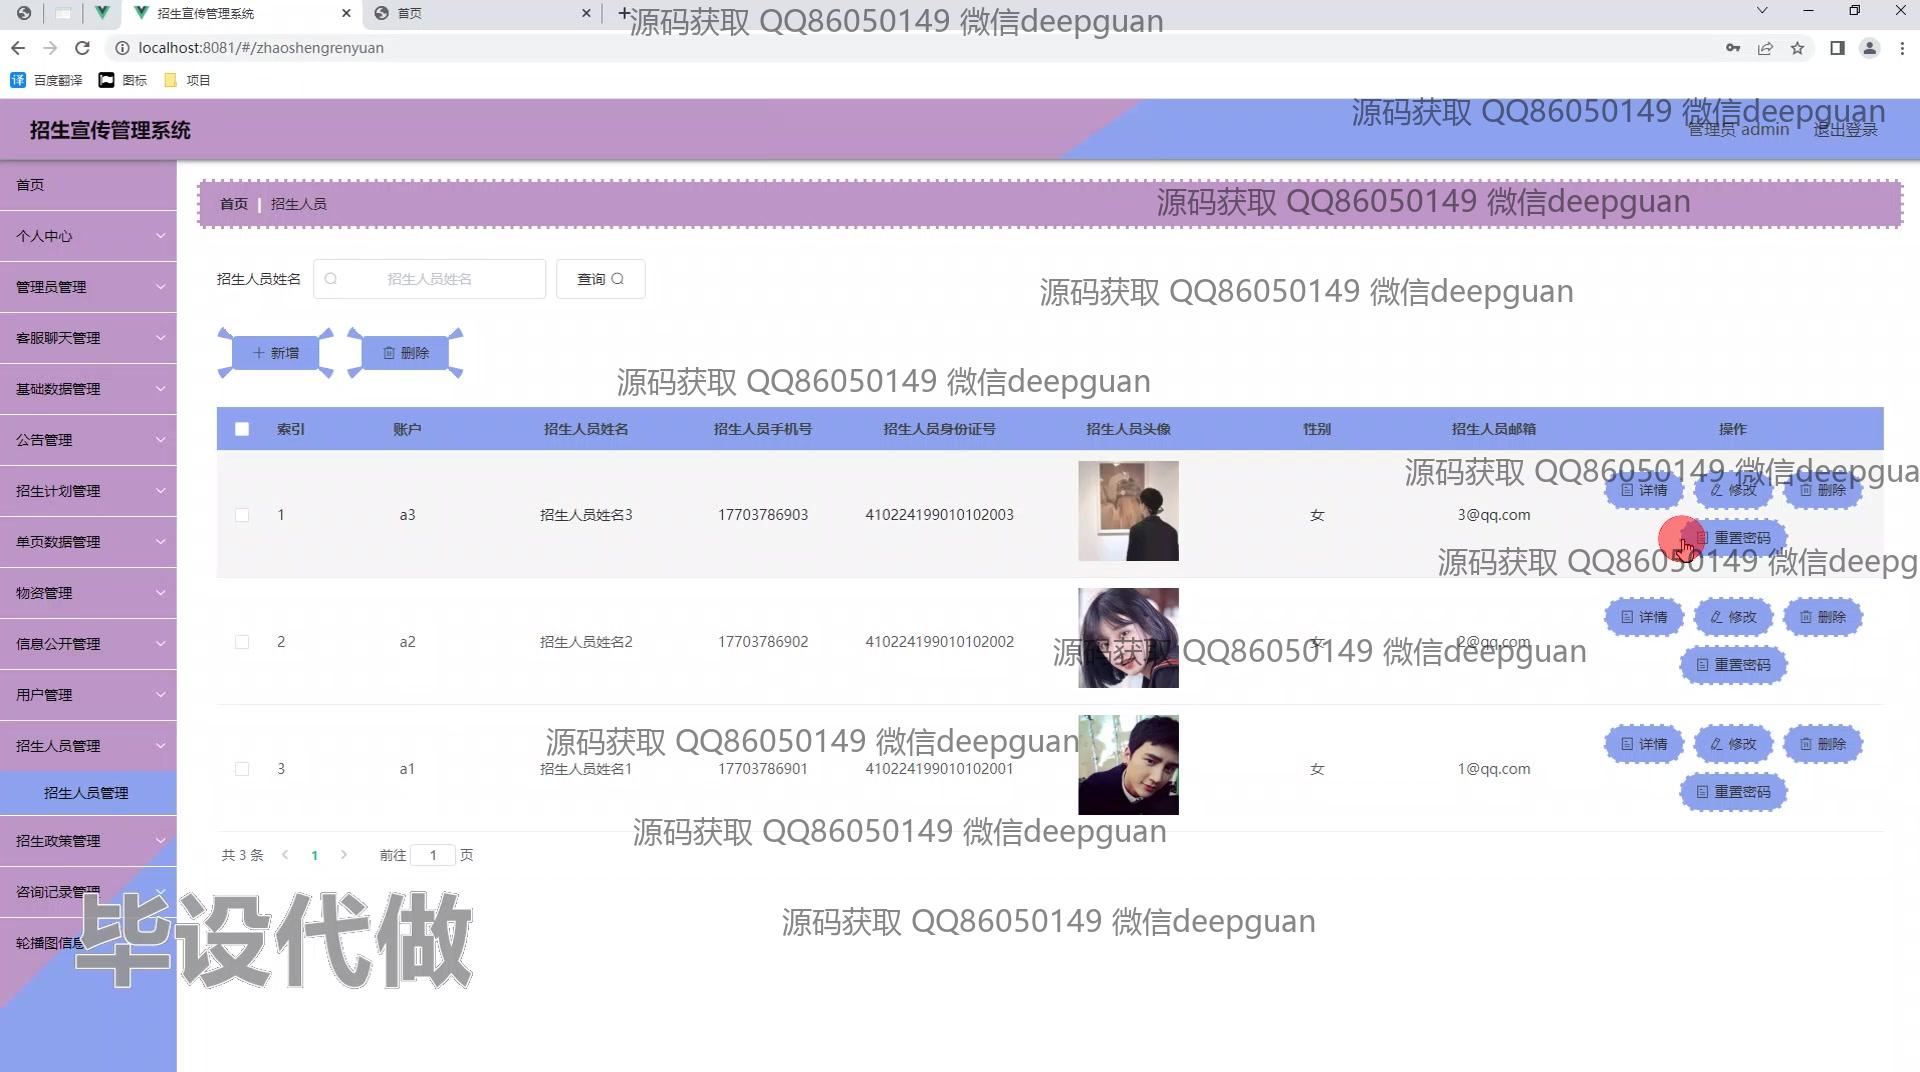 招生宣传管理系统
首页
源码获取 QQ86050149 微信deepguan
localhost:8081/#/zhaoshengrenyuan
百度翻译
图标
项目
招生宣传管理系统
源码获取 QQ86050149 微信deepguan
管理员 admin
退出登录
首页
个人中心
管理员管理
客服聊天管理
基础数据管理
公告管理
招生计划管理
单页数据管理
物资管理
信息公开管理
用户管理
招生人员管理
招生人员管理
招生政策管理
咨询记录管理
轮播图信息
首页 | 招生人员
源码获取 QQ86050149 微信deepguan
招生人员姓名
招生人员姓名
查询
源码获取 QQ86050149 微信deepguan
新增
删除
源码获取 QQ86050149 微信deepguan
索引 账户 招生人员姓名 招生人员手机号 招生人员身份证号 招生人员头像 性别 招生人员邮箱 操作
源码获取 QQ86050149 微信deepgua
1 a3 招生人员姓名3 17703786903 410224199010102003 女 3@qq.com 详情 修改 删除
重置密码
源码获取 QQ86050149 微信deepg
2 a2 招生人员姓名2 17703786902 410224199010102002 女 2@qq.com 详情 修改 删除
重置密码
源码获取 QQ86050149 微信deepguan
源码获取 QQ86050149 微信deepguan
3 a1 招生人员姓名1 17703786901 410224199010102001 女 1@qq.com 详情 修改 删除
重置密码
源码获取 QQ86050149 微信deepguan
共 3 条 1 前往 1 页
毕设代做
源码获取 QQ86050149 微信deepguan